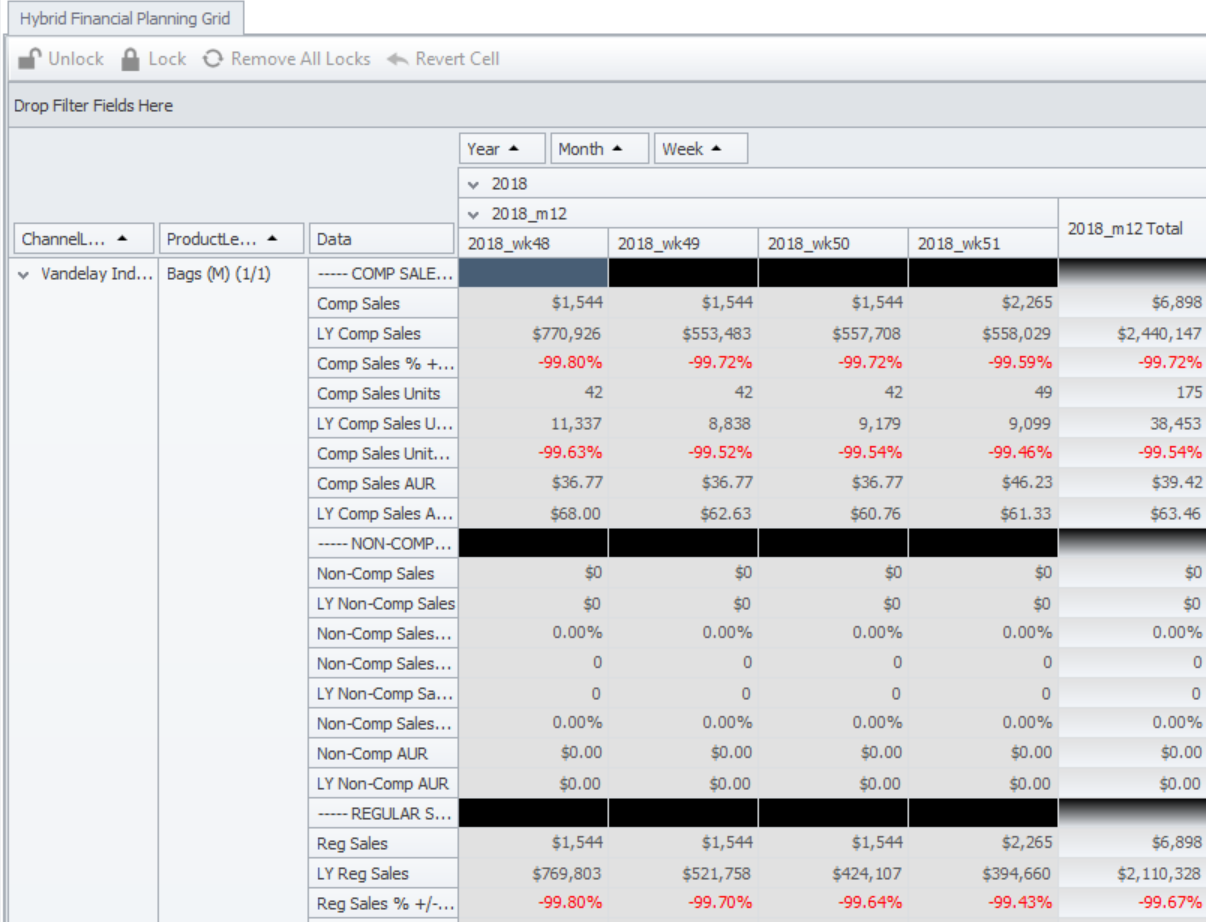 Hybrid Financial Planning Grid
Unlock Lock Remove All Locks Revert Cell
Drop Filter Fields Here
Year Month Week
2018
2018_m12 2018_m12 Total
ChannelL... ProductLe... Data 2018_wk48 2018_wk49 2018_wk50 2018_wk51
Vandelay Ind... Bags (M) (1/1) ----- COMP SALE...
Comp Sales $1,544 $1,544 $1,544 $2,265 $6,898
LY Comp Sales $770,926 $553,483 $557,708 $558,029 $2,440,147
Comp Sales % +... -99.80% -99.72% -99.72% -99.59% -99.72%
Comp Sales Units 42 42 42 49 175
LY Comp Sales U... 11,337 8,838 9,179 9,099 38,453
Comp Sales Unit... -99.63% -99.52% -99.54% -99.46% -99.54%
Comp Sales AUR $36.77 $36.77 $36.77 $46.23 $39.42
LY Comp Sales A... $68.00 $62.63 $60.76 $61.33 $63.46
----- NON-COMP...
Non-Comp Sales $0 $0 $0 $0 $0
LY Non-Comp Sales $0 $0 $0 $0 $0
Non-Comp Sales... 0.00% 0.00% 0.00% 0.00% 0.00%
Non-Comp Sales... 0 0 0 0 0
LY Non-Comp Sa... 0 0 0 0 0
Non-Comp Sales... 0.00% 0.00% 0.00% 0.00% 0.00%
Non-Comp AUR $0.00 $0.00 $0.00 $0.00 $0.00
LY Non-Comp AUR $0.00 $0.00 $0.00 $0.00 $0.00
----- REGULAR S...
Reg Sales $1,544 $1,544 $1,544 $2,265 $6,898
LY Reg Sales $769,803 $521,758 $424,107 $394,660 $2,110,328
Reg Sales % +/-... -99.80% -99.70% -99.64% -99.43% -99.67%